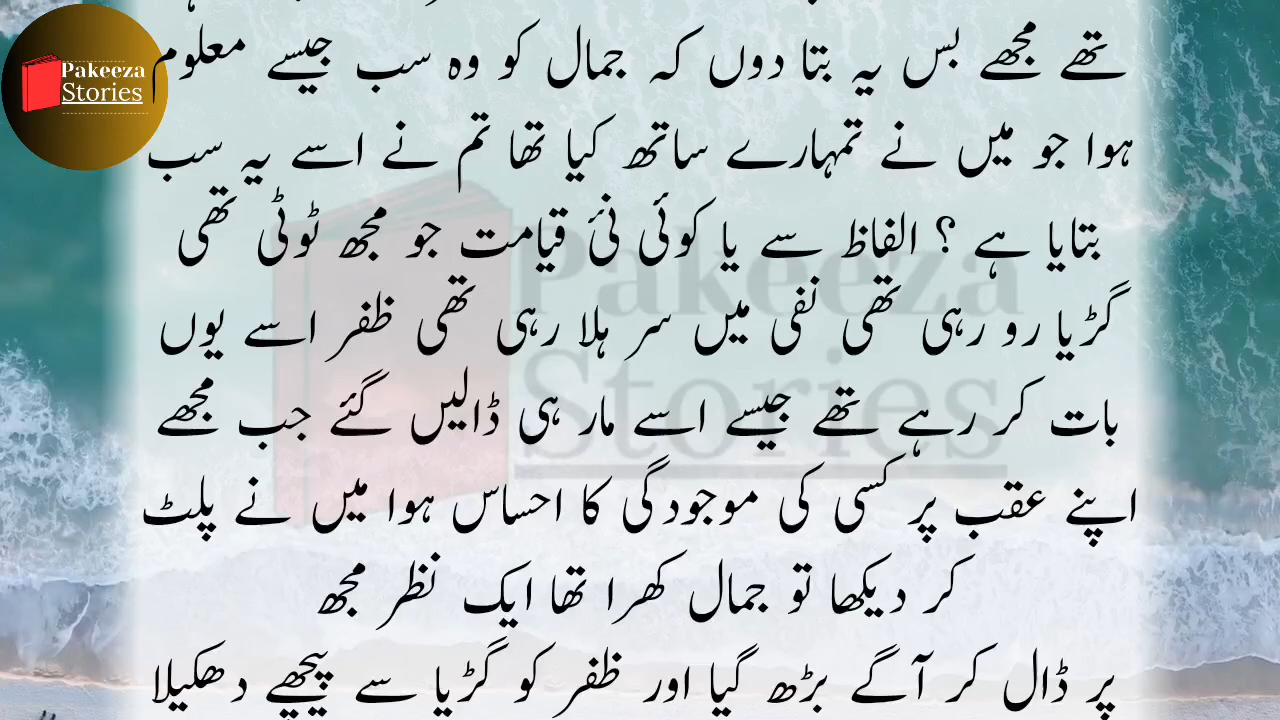 Pakeeza
Stories
تھے مجھے بس یہ بتا دوں کہ جمال کو وہ سب جیسے معلوم
ہوا جو میں نے تمہارے ساتھ کیا تھا تم نے اسے یہ سب
بتایا ہے ؟ الفاظ سے یا کوئی نئ قیامت جو مجھ ٹوٹی تھی
گڑیا رو رہی تھی نفی میں سر ہلا رہی تھی ظفر اسے یوں
بات کر رہے تھے جیسے اسے مار ہی ڈالیں گئے جب مجھے
اپنے عقب پر کسی کی موجودگی کا احساس ہوا میں نے پلٹ
کر دیکھا تو جمال کھرا تھا ایک نظر مجھ
پر ڈال کر آگے بڑھ گیا اور ظفر کو گڑیا سے پیچھے دھکیلا
Pakeeza
Stories